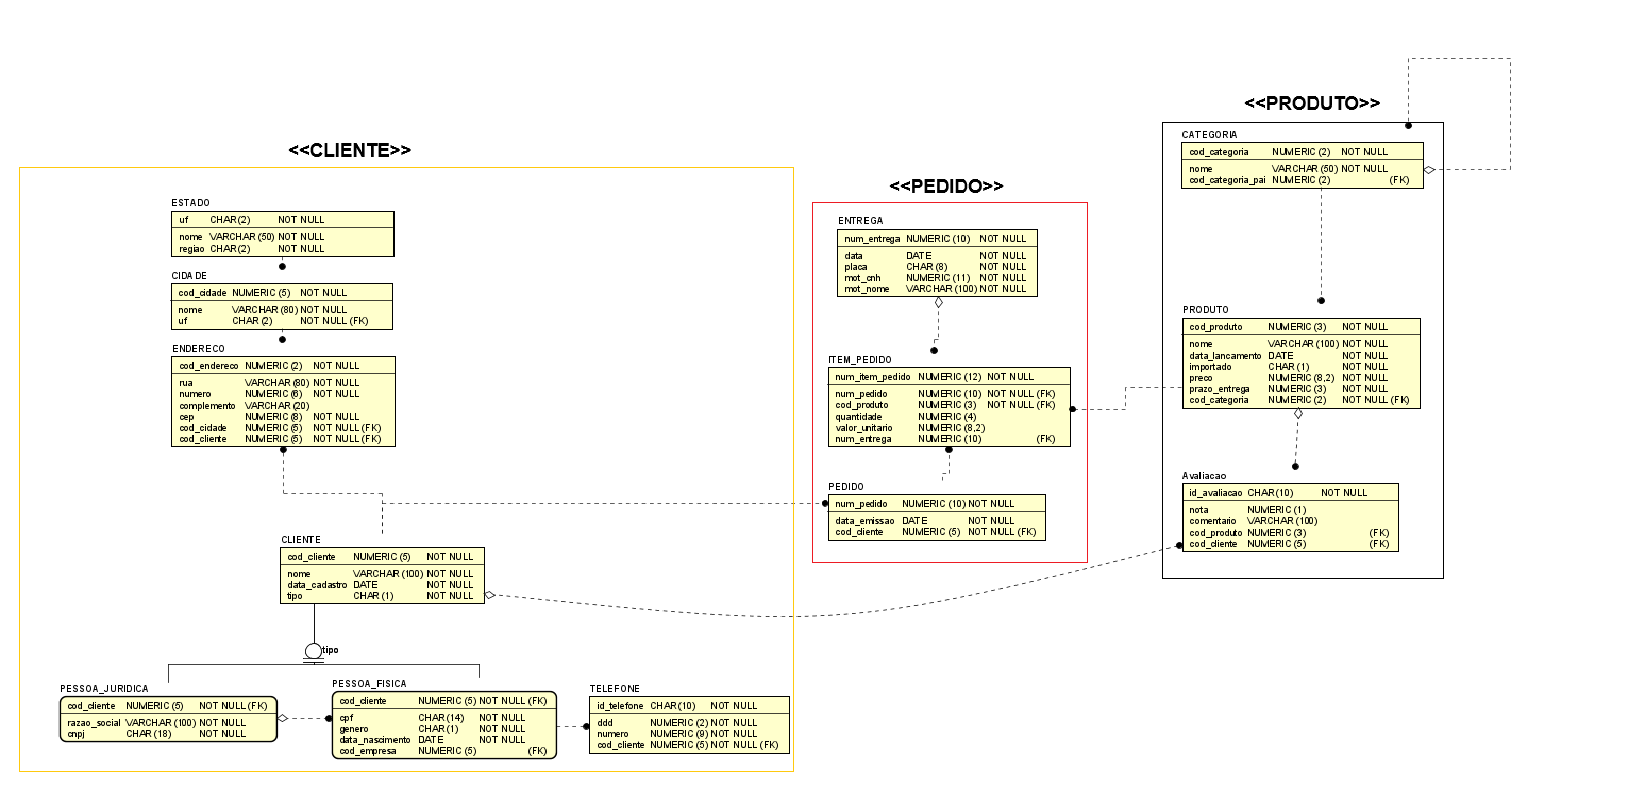 <<CLIENTE>>
ESTADO
uf CHAR(2) NOT NULL
nome VARCHAR (50) NOT NULL
regiao CHAR(2) NOT NULL
CIDADE
cod_cidade NUMERIC (5) NOT NULL
nome VARCHAR (80) NOT NULL
uf CHAR (2) NOT NULL (FK)
ENDERECO
cod_endereco NUMERIC (2) NOT NULL
rua VARCHAR (80) NOT NULL
numero NUMERIC (6) NOT NULL
complemento VARCHAR (20)
cep NUMERIC (8) NOT NULL
cod_cidade NUMERIC (5) NOT NULL (FK)
cod_cliente NUMERIC (5) NOT NULL (FK)
CLIENTE
cod_cliente NUMERIC (5) NOT NULL
nome VARCHAR (100) NOT NULL
data_cadastro DATE NOT NULL
tipo CHAR (1) NOT NULL
tipo
PESSOA_JURIDICA
cod_cliente NUMERIC (5) NOT NULL (FK)
razao_social VARCHAR (100) NOT NULL
cnpj CHAR (18) NOT NULL
PESSOA_FISICA
cod_cliente NUMERIC (5) NOT NULL (FK)
cpf CHAR (14) NOT NULL
genero CHAR (1) NOT NULL
data_nascimento DATE NOT NULL
cod_empresa NUMERIC (5) (FK)
TELEFONE
id_telefone CHAR(10) NOT NULL
ddd NUMERIC (2) NOT NULL
numero NUMERIC (9) NOT NULL
cod_cliente NUMERIC (5) NOT NULL (FK)
<<PEDIDO>>
ENTREGA
num_entrega NUMERIC (10) NOT NULL
data DATE NOT NULL
placa CHAR (8) NOT NULL
mot_cnh NUMERIC (11) NOT NULL
mot_nome VARCHAR (100) NOT NULL
ITEM_PEDIDO
num_item_pedido NUMERIC (12) NOT NULL
num_pedido NUMERIC (10) NOT NULL (FK)
cod_produto NUMERIC (3) NOT NULL (FK)
quantidade NUMERIC (4)
valor_unitario NUMERIC (8,2)
num_entrega NUMERIC (10) (FK)
PEDIDO
num_pedido NUMERIC (10) NOT NULL
data_emissao DATE NOT NULL
cod_cliente NUMERIC (5) NOT NULL (FK)
<<PRODUTO>>
CATEGORIA
cod_categoria NUMERIC (2) NOT NULL
nome VARCHAR (50) NOT NULL
cod_categoria_pai NUMERIC (2) (FK)
PRODUTO
cod_produto NUMERIC (3) NOT NULL
nome VARCHAR (100) NOT NULL
data_lancamento DATE NOT NULL
importado CHAR (1) NOT NULL
preco NUMERIC (8,2) NOT NULL
prazo_entrega NUMERIC (3) NOT NULL
cod_categoria NUMERIC (2) NOT NULL (FK)
Avaliacao
id_avaliacao CHAR (10) NOT NULL
nota NUMERIC (1)
comentario VARCHAR (100)
cod_produto NUMERIC (3) (FK)
cod_cliente NUMERIC (5) (FK)